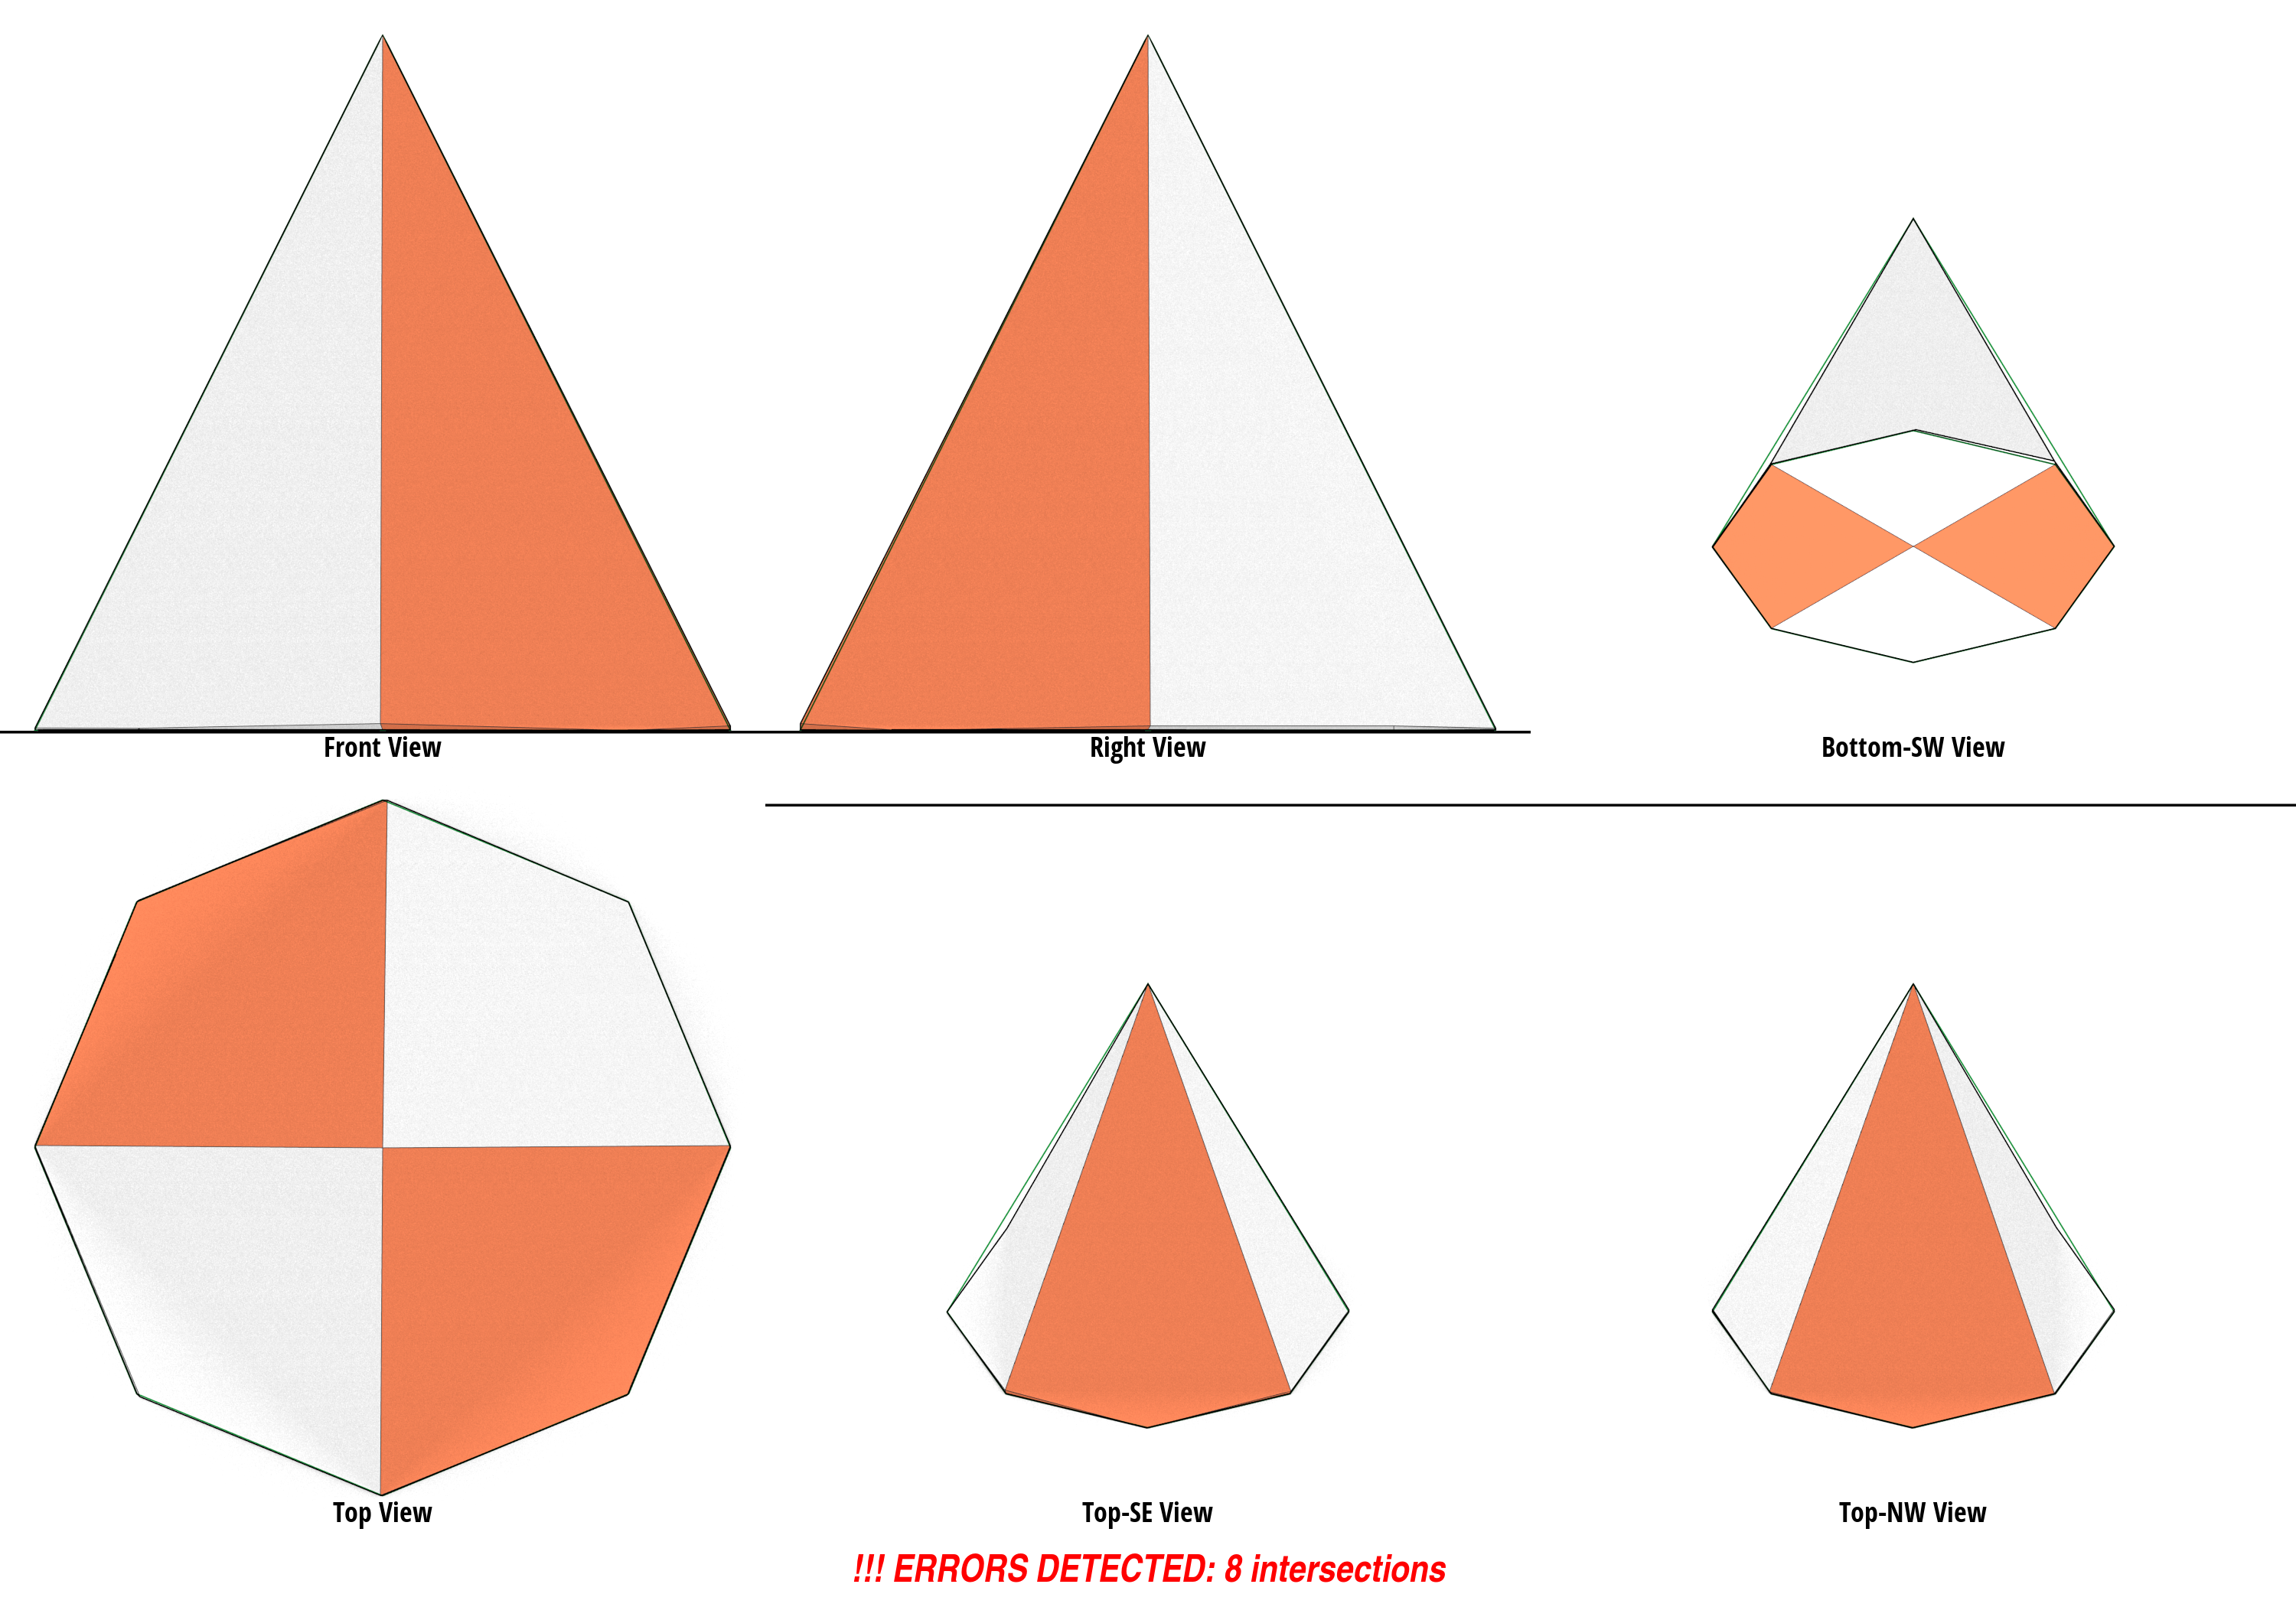 Front View
Right View
Bottom-SW View
Top View
Top-SE View
Top-NW View
!!! ERRORS DETECTED: 8 intersections